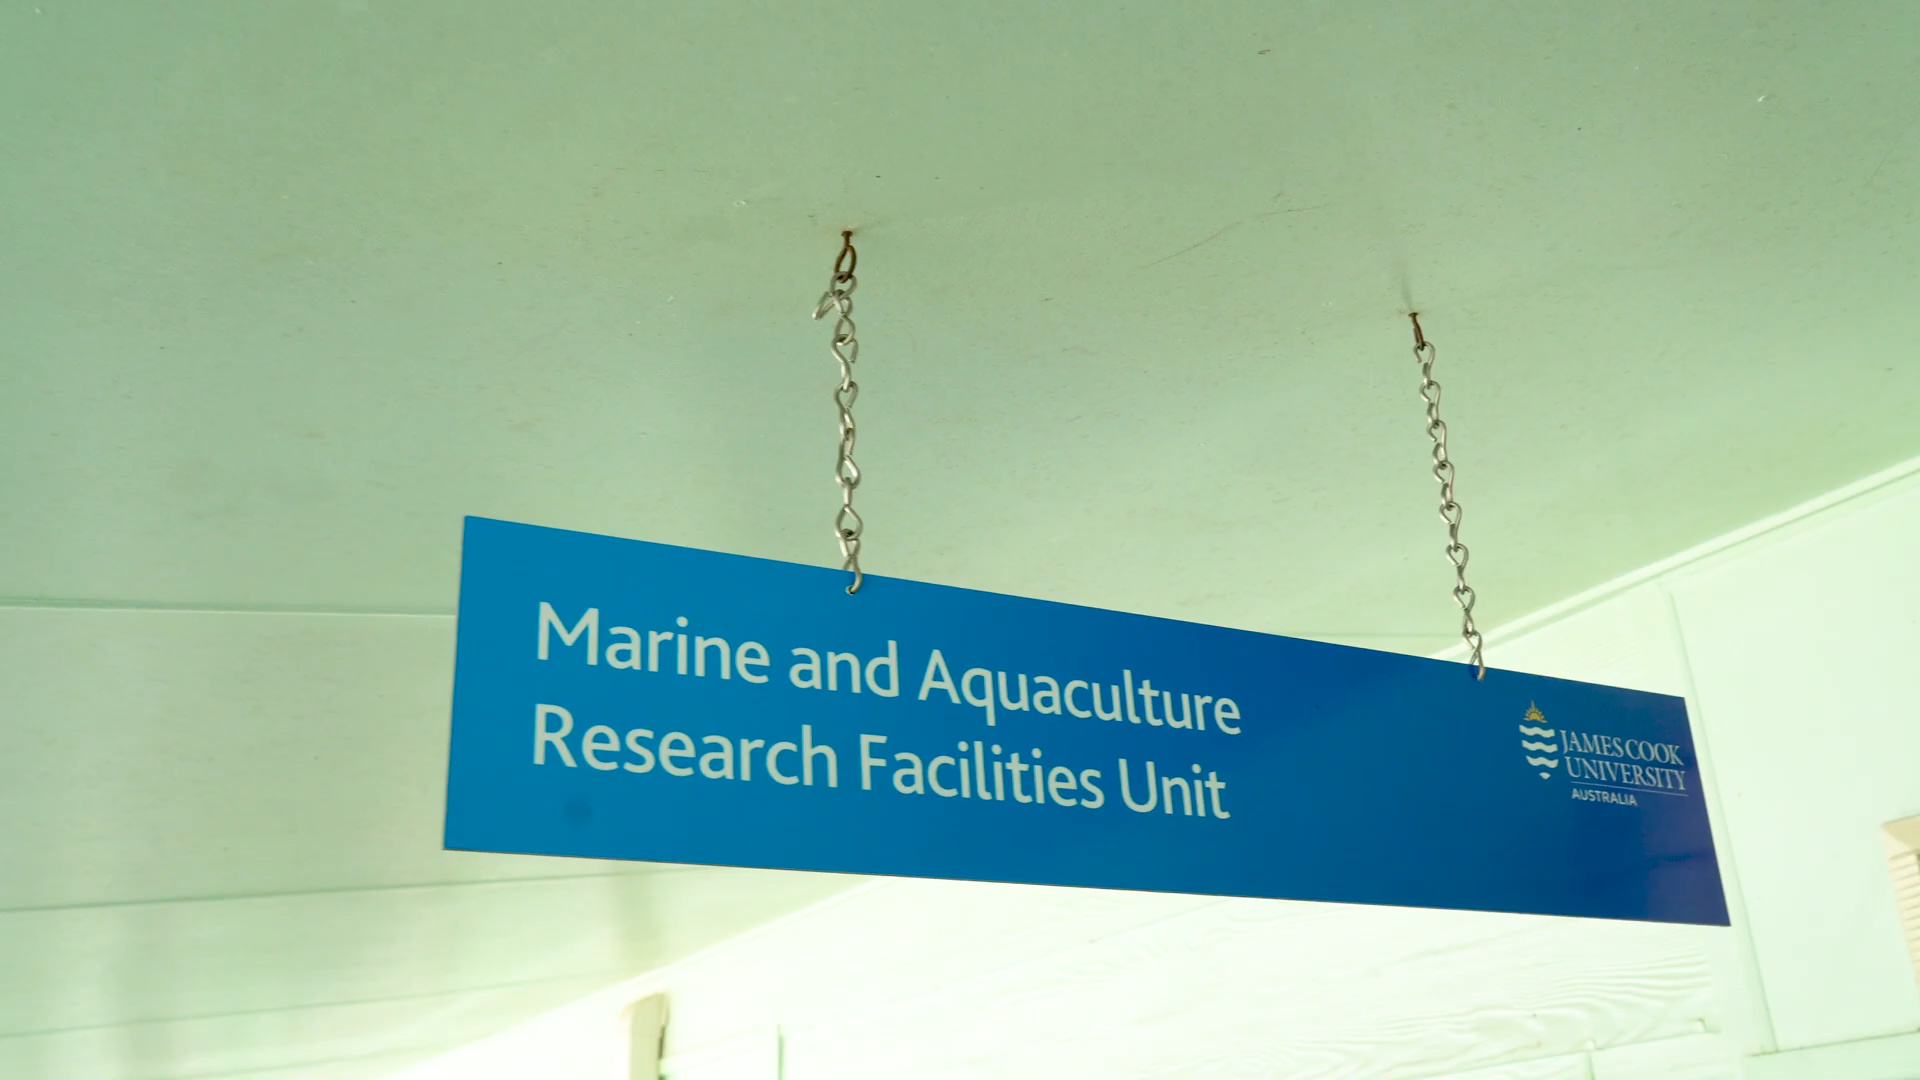 Marine and Aquaculture
Research Facilities Unit
JAMES COOK
UNIVERSITY
AUSTRALIA